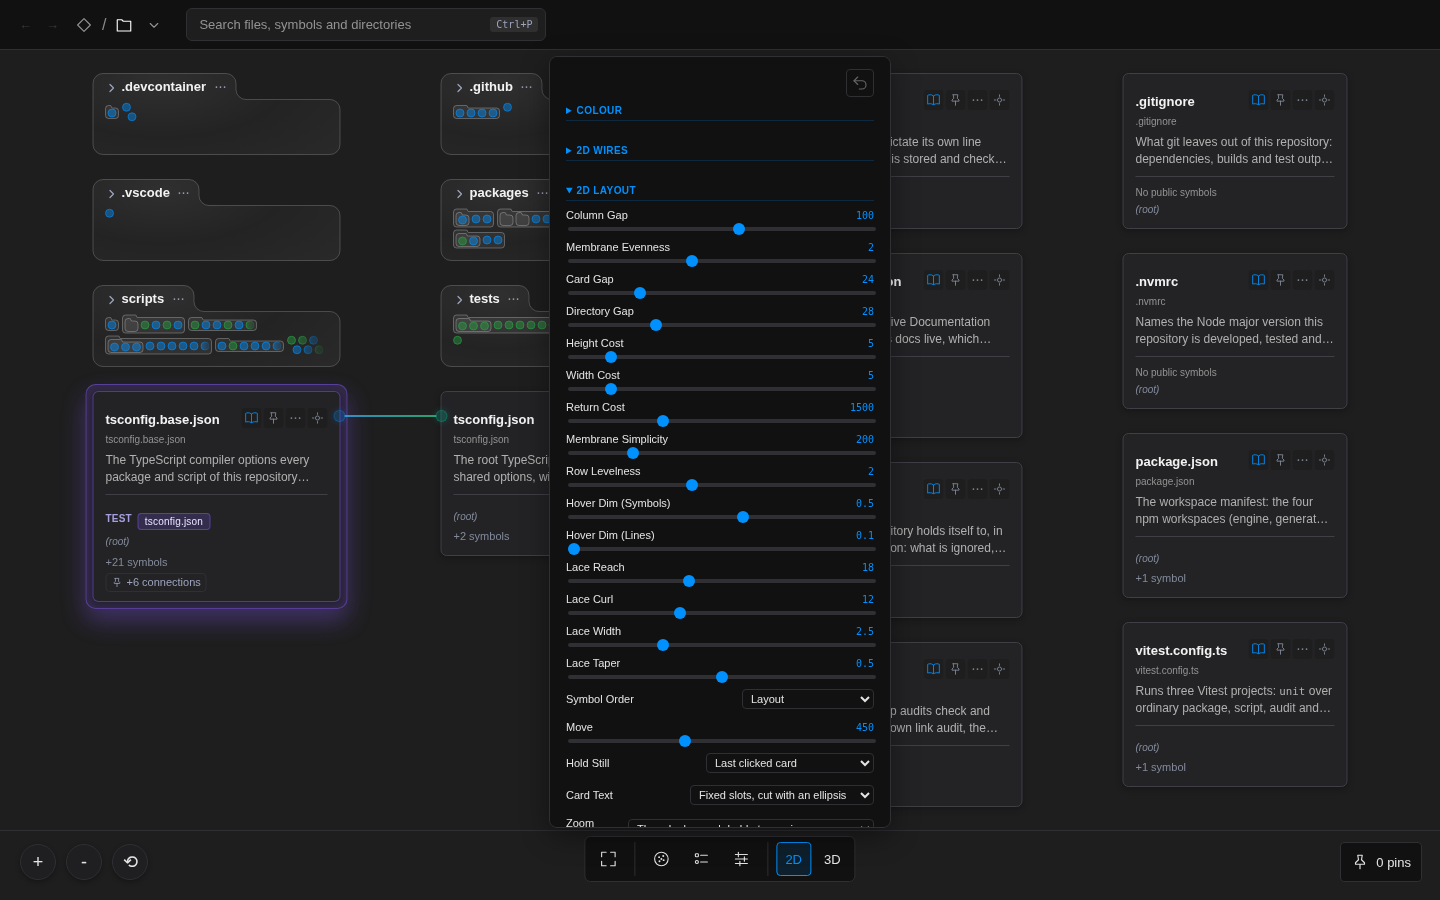 ← → / Search files, symbols and directories Ctrl+P
.devcontainer ...
.github ...
.vscode ...
packages ...
scripts ...
tests ...
tsconfig.base.json
tsconfig.base.json
The TypeScript compiler options every
package and script of this repository…
TEST tsconfig.json
(root)
+21 symbols
+6 connections
tsconfig.json
tsconfig.json
The root TypeScri
shared options, wi
(root)
+2 symbols
COLOUR
2D WIRES
2D LAYOUT
Column Gap 100
Membrane Evenness 2
Card Gap 24
Directory Gap 28
Height Cost 5
Width Cost 5
Return Cost 1500
Membrane Simplicity 200
Row Levelness 2
Hover Dim (Symbols) 0.5
Hover Dim (Lines) 0.1
Lace Reach 18
Lace Curl 12
Lace Width 2.5
Lace Taper 0.5
Symbol Order Layout
Move 450
Hold Still Last clicked card
Card Text Fixed slots, cut with an ellipsis
Zoom
ictate its own line
is stored and check…
on
ive Documentation
docs live, which…
itory holds itself to, in
on: what is ignored,…
p audits check and
own link audit, the…
.gitignore
.gitignore
What git leaves out of this repository:
dependencies, builds and test outp…
No public symbols
(root)
.nvmrc
.nvmrc
Names the Node major version this
repository is developed, tested and…
No public symbols
(root)
package.json
package.json
The workspace manifest: the four
npm workspaces (engine, generat…
(root)
+1 symbol
vitest.config.ts
vitest.config.ts
Runs three Vitest projects: unit over
ordinary package, script, audit and…
(root)
+1 symbol
+ - ⟲
2D 3D
0 pins